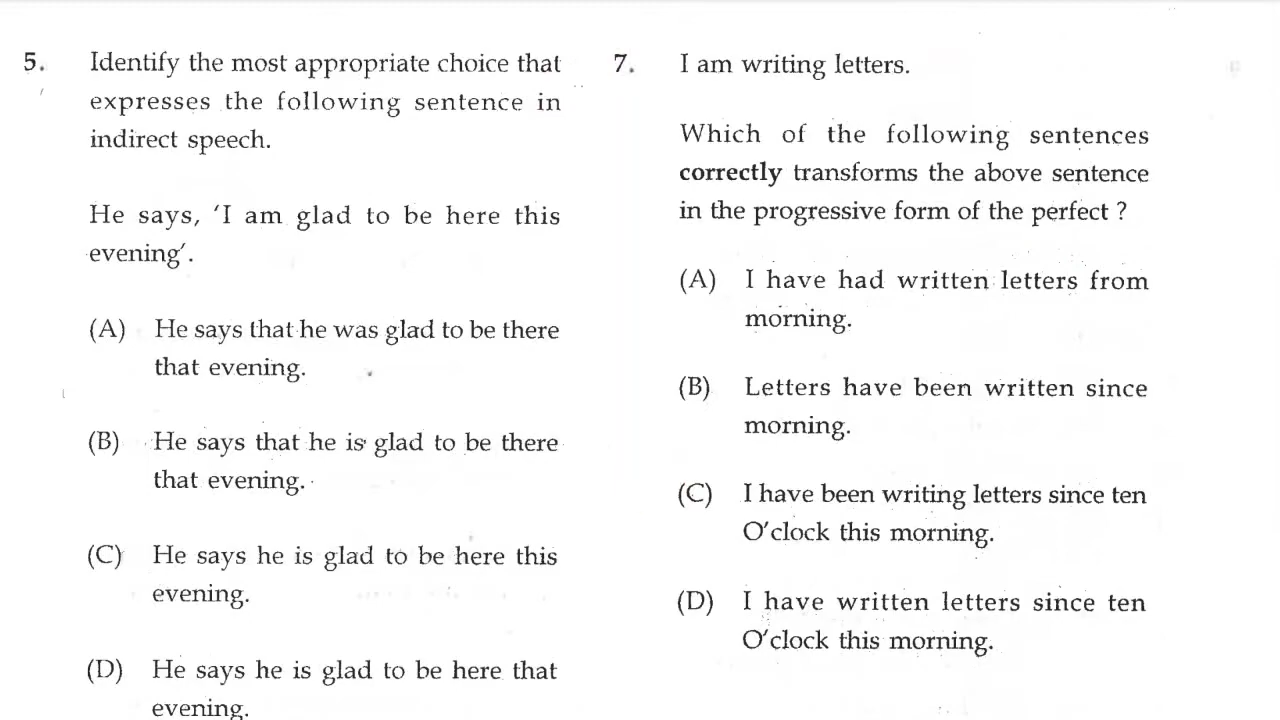 5. Identify the most appropriate choice that
expresses the following sentence in
indirect speech.
He says, 'I am glad to be here this
evening'.
(A) He says that he was glad to be there
that evening.
(B) He says that he is glad to be there
that evening.
(C) He says he is glad to be here this
evening.
(D) He says he is glad to be here that
evening.
7. I am writing letters.
Which of the following sentences
correctly transforms the above sentence
in the progressive form of the perfect ?
(A) I have had written letters from
morning.
(B) Letters have been written since
morning.
(C) I have been writing letters since ten
O'clock this morning.
(D) I have written letters since ten
O'clock this morning.